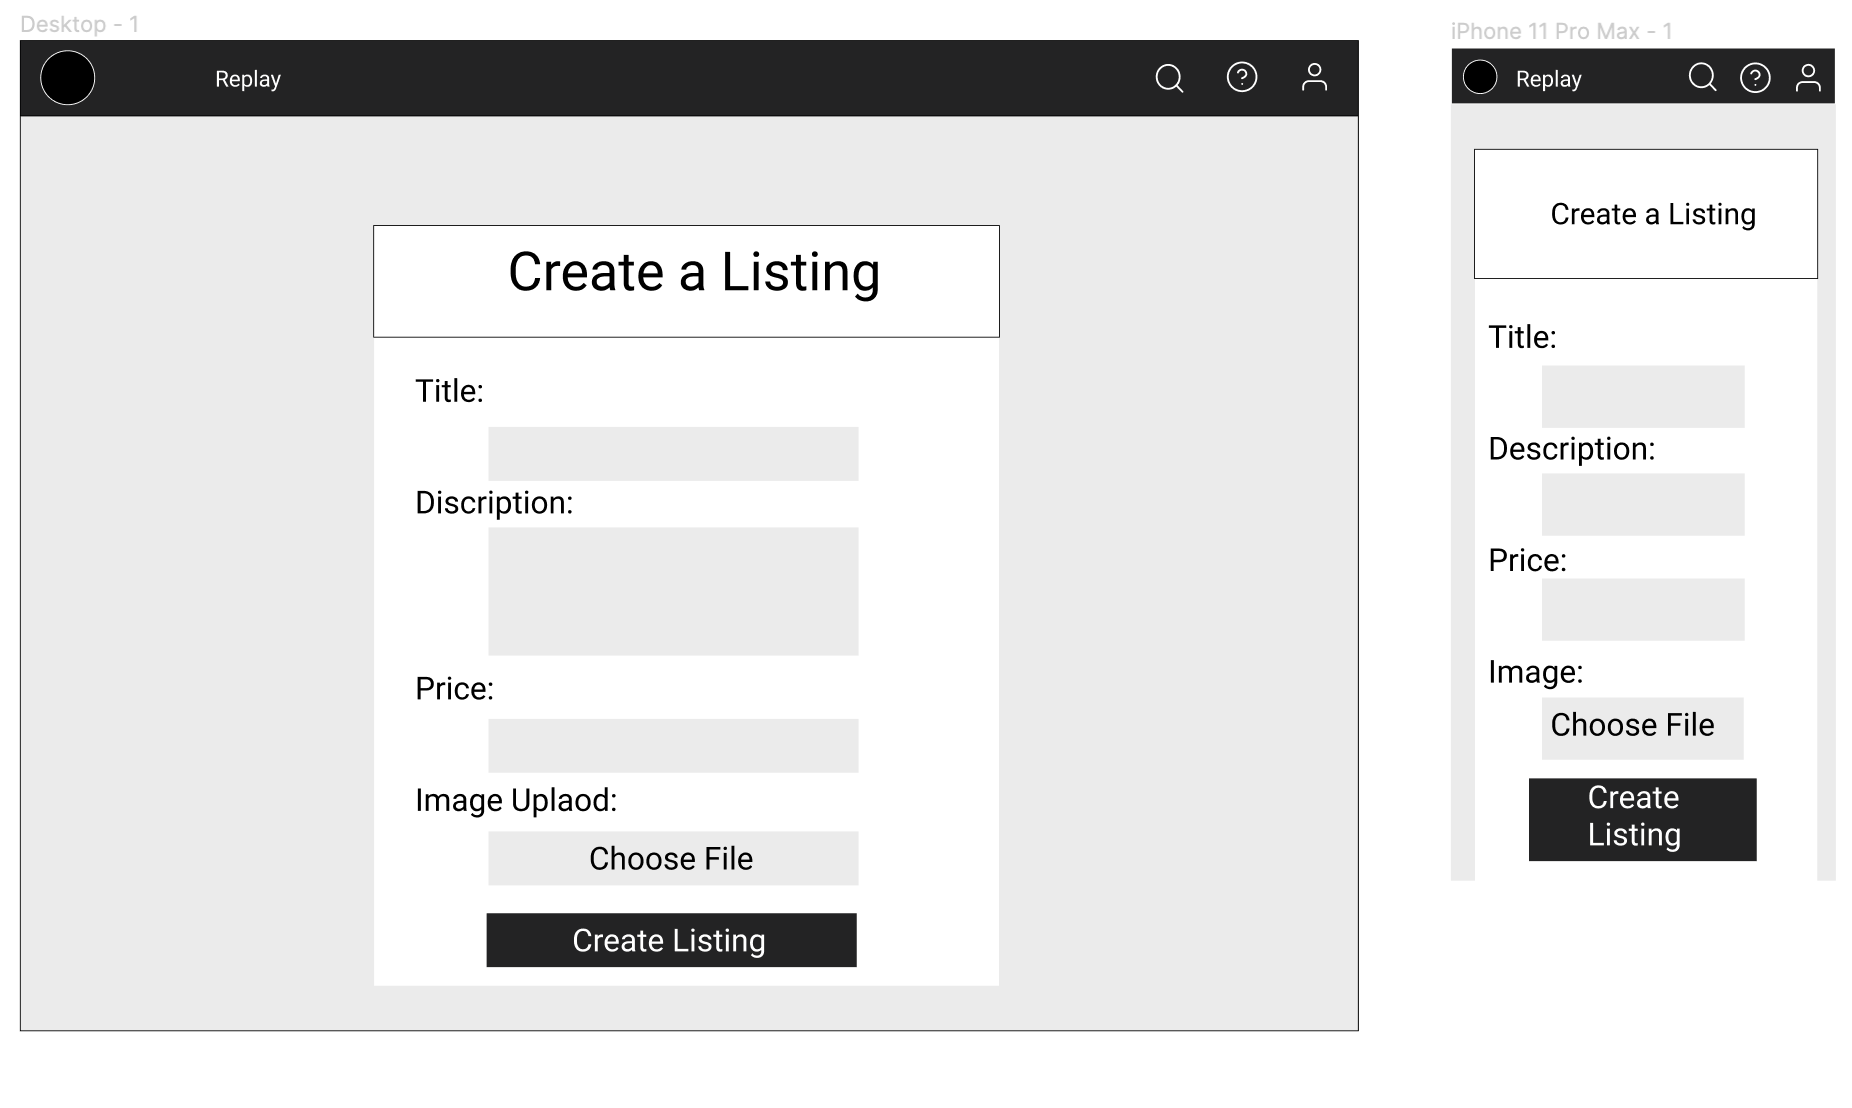 Desktop - 1
Replay
Create a Listing
Title:
Discription:
Price:
Image Uplaod:
Choose File
Create Listing
iPhone 11 Pro Max - 1
Replay
Create a Listing
Title:
Description:
Price:
Image:
Choose File
Create
Listing